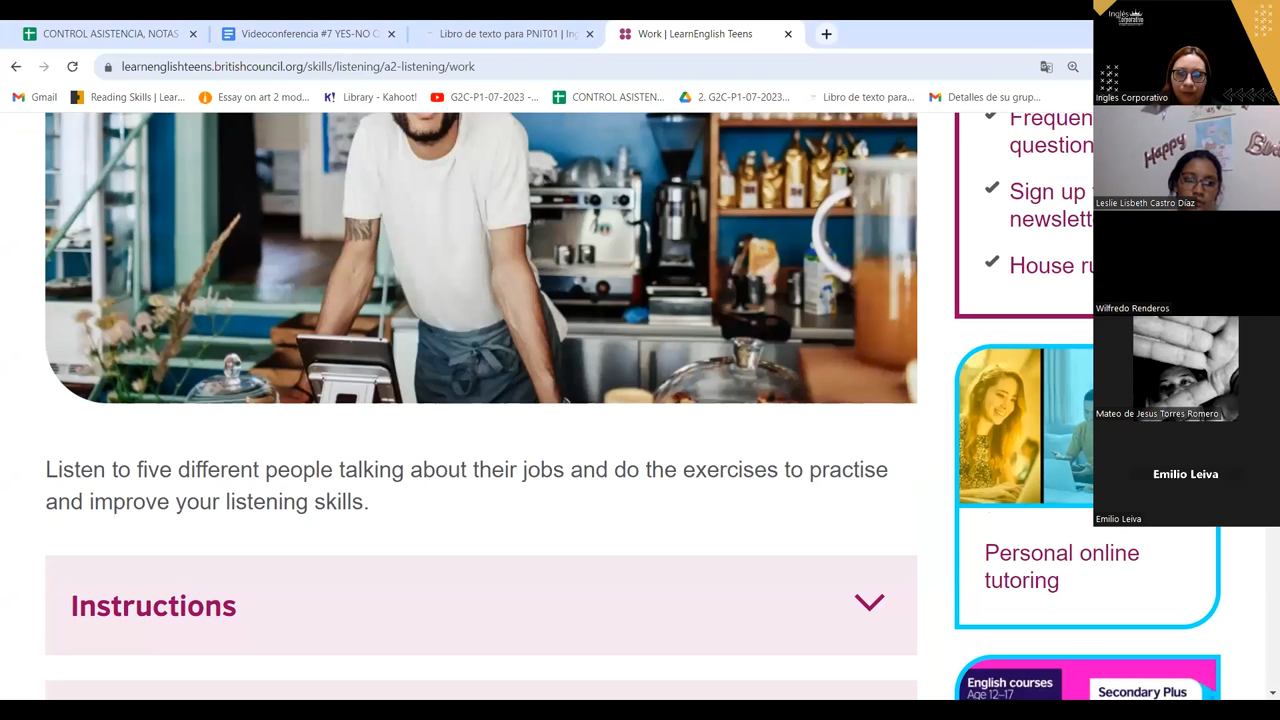 CONTROL ASISTENCIA, NOTAS
Videoconferencia #7 YES-NO Q
Libro de texto para PNIT01 | Ing
Work | LearnEnglish Teens
learnenglishteens.britishcouncil.org/skills/listening/a2-listening/work
Gmail
Reading Skills | Lear...
Essay on art 2 mod...
Library - Kaho...
G2C-P1-07-2023 -...
CONTROL ASISTEN...
2. G2C-P1-07-2023...
Libro de texto para...
Detalles de su grup...
Inglés
Corporativo
Ingles Corporativo
Happy
Leslie Lisbeth Castro Díaz
Wilfredo Renderos
Mateo de Jesus Torres Romero
Emilio Leiva
Emilio Leiva
Frequen
question
Sign up
newslett
House ru
Listen to five different people talking about their jobs and do the exercises to practise
and improve your listening skills.
Instructions
Personal online
tutoring
English courses
Age 12–17
Secondary Plus